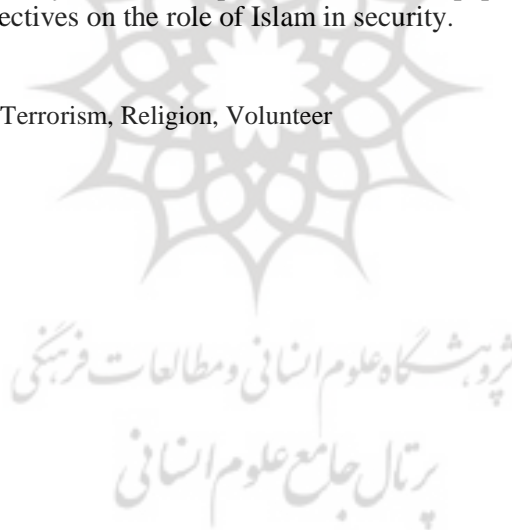 ectives on the role of Islam in security.
Terrorism, Religion, Volunteer
پژوهشگاه علوم انسانی و مطالعات فرهنگی
پرتال جامع علوم انسانی